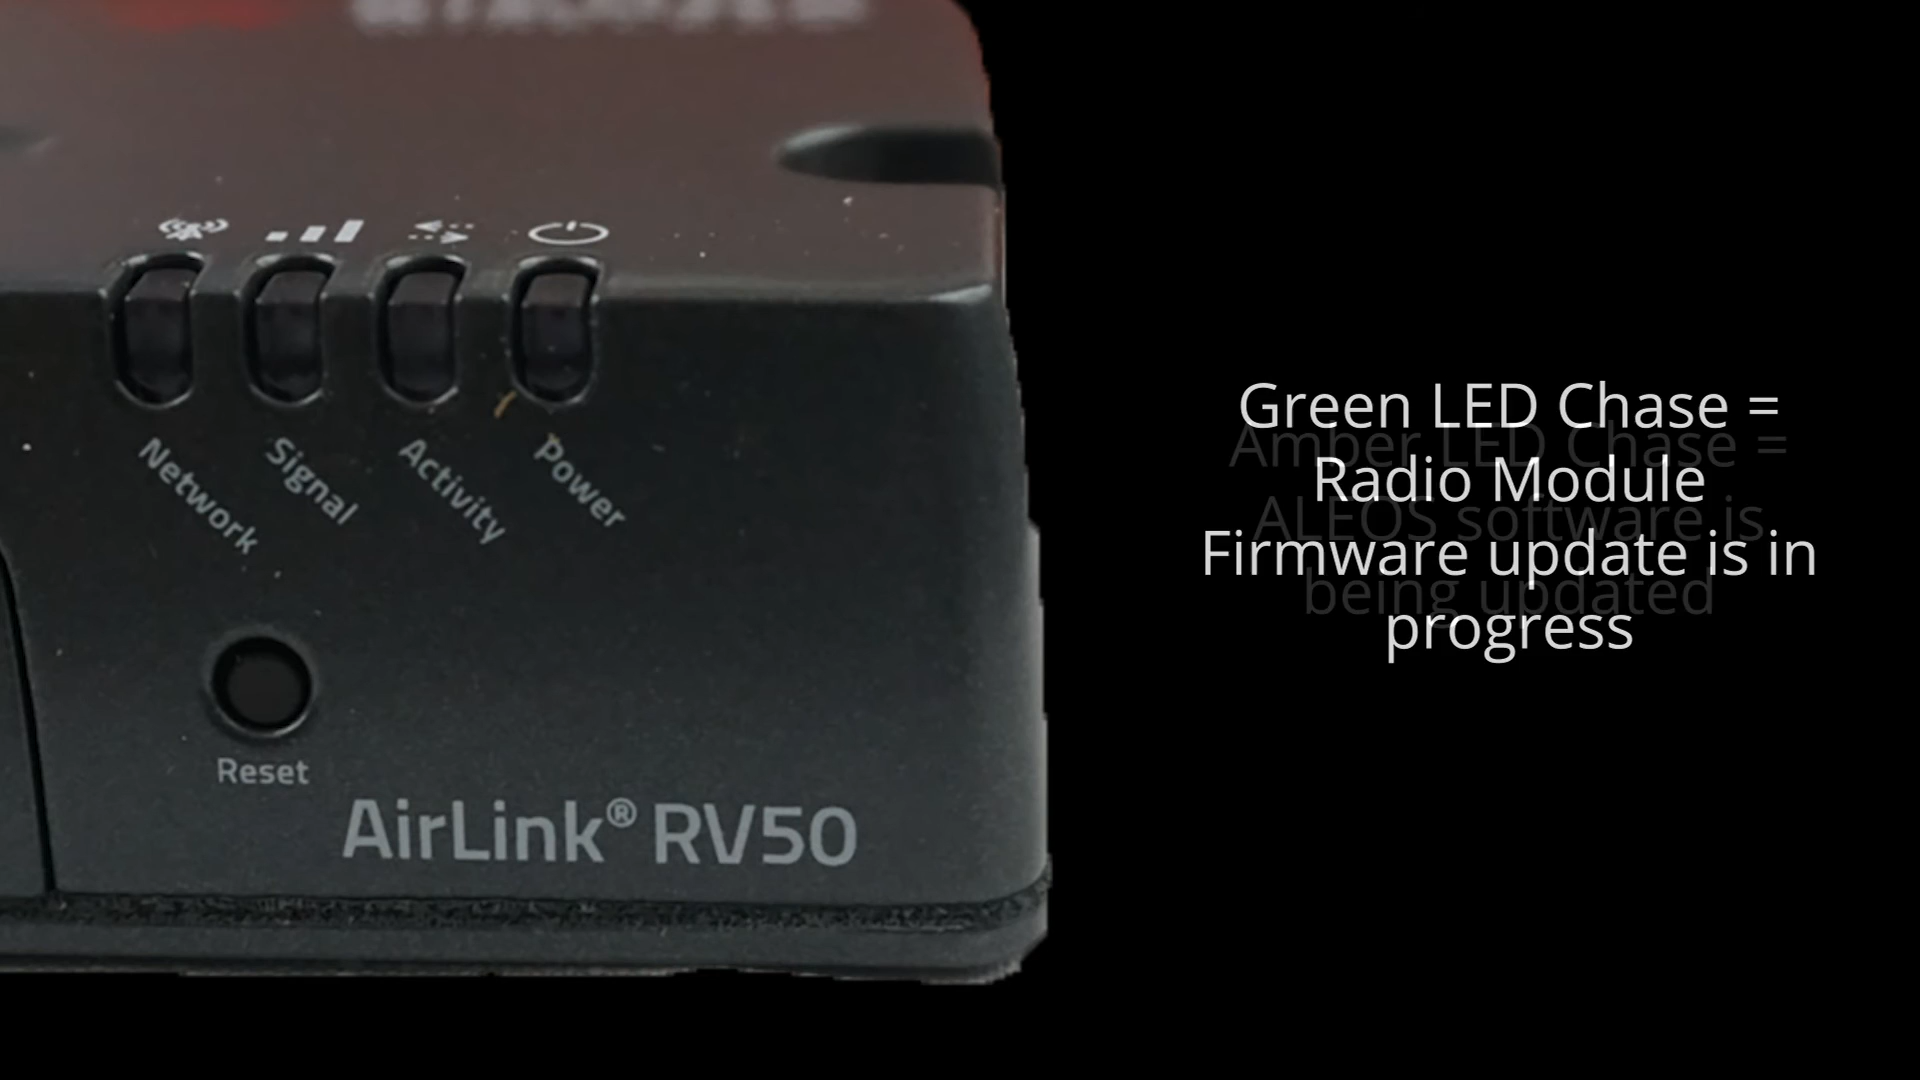 Network
Signal
Activity
Power
Reset
AirLink® RV50
Green LED Chase =
Radio Module
Firmware update is in
progress
Amber LED Chase =
ALEOS software is
being updated